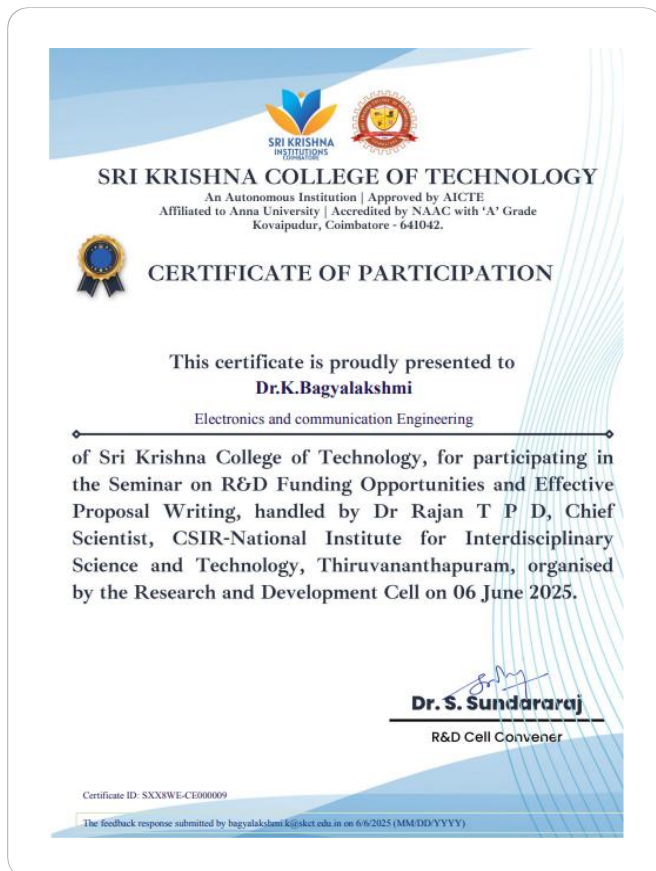 SRI KRISHNA
INSTITUTIONS
COIMBATORE
SRI KRISHNA COLLEGE OF TECHNOLOGY
An Autonomous Institution | Approved by AICTE
Affiliated to Anna University | Accredited by NAAC with ‘A’ Grade
Kovaipudur, Coimbatore - 641042.
CERTIFICATE OF PARTICIPATION
This certificate is proudly presented to
Dr.K.Bagyalakshmi
Electronics and communication Engineering
of Sri Krishna College of Technology, for participating in
the Seminar on R&D Funding Opportunities and Effective
Proposal Writing, handled by Dr Rajan T P D, Chief
Scientist, CSIR-National Institute for Interdisciplinary
Science and Technology, Thiruvananthapuram, organised
by the Research and Development Cell on 06 June 2025.
Dr. S. Sundararaj
R&D Cell Convener
Certificate ID: SXX8WE-CE000009
The feedback response submitted by bagyalakshmi.k@skct.edu.in on 6/6/2025 (MM/DD/YYYY)